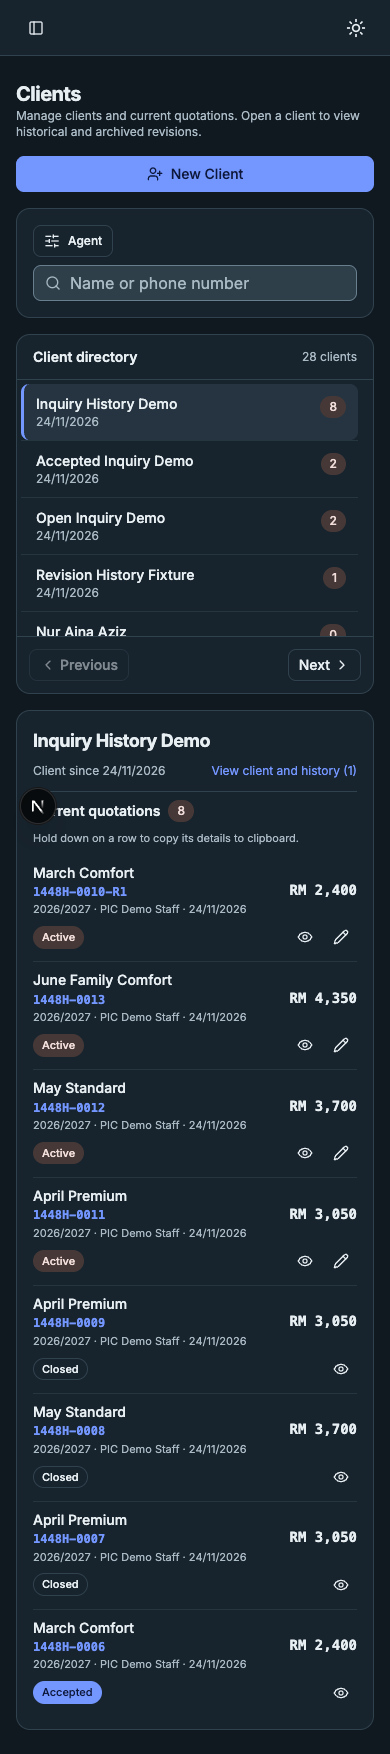 Clients
Manage clients and current quotations. Open a client to view
historical and archived revisions.
New Client
Agent
Name or phone number
Client directory 28 clients
Inquiry History Demo 8
24/11/2026
Accepted Inquiry Demo 2
24/11/2026
Open Inquiry Demo 2
24/11/2026
Revision History Fixture 1
24/11/2026
Nur Aina Aziz 0
Previous Next
Inquiry History Demo
Client since 24/11/2026 View client and history (1)
N rent quotations 8
Hold down on a row to copy its details to clipboard.
March Comfort
1448H-0010-R1 RM 2,400
2026/2027 · PIC Demo Staff · 24/11/2026
Active
June Family Comfort
1448H-0013 RM 4,350
2026/2027 · PIC Demo Staff · 24/11/2026
Active
May Standard
1448H-0012 RM 3,700
2026/2027 · PIC Demo Staff · 24/11/2026
Active
April Premium
1448H-0011 RM 3,050
2026/2027 · PIC Demo Staff · 24/11/2026
Active
April Premium
1448H-0009 RM 3,050
2026/2027 · PIC Demo Staff · 24/11/2026
Closed
May Standard
1448H-0008 RM 3,700
2026/2027 · PIC Demo Staff · 24/11/2026
Closed
April Premium
1448H-0007 RM 3,050
2026/2027 · PIC Demo Staff · 24/11/2026
Closed
March Comfort
1448H-0006 RM 2,400
2026/2027 · PIC Demo Staff · 24/11/2026
Accepted